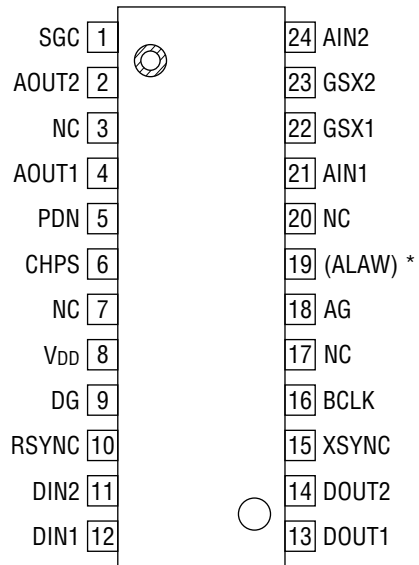 SGC 1 24 AIN2
AOUT2 2 23 GSX2
NC 3 22 GSX1
AOUT1 4 21 AIN1
PDN 5 20 NC
CHPS 6 19 (ALAW) *
NC 7 18 AG
VDD 8 17 NC
DG 9 16 BCLK
RSYNC 10 15 XSYNC
DIN2 11 14 DOUT2
DIN1 12 13 DOUT1